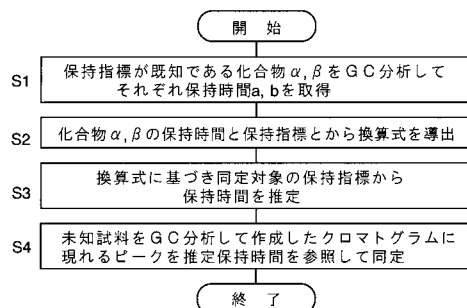 開 始
S1
保持指標が既知である化合物α,βをGC分析して
それぞれ保持時間a,bを取得
S2
化合物α,βの保持時間と保持指標とから換算式を導出
S3
換算式に基づき同定対象の保持指標から
保持時間を推定
S4
未知試料をGC分析して作成したクロマトグラムに
現れるピークを推定保持時間を参照して同定
終 了